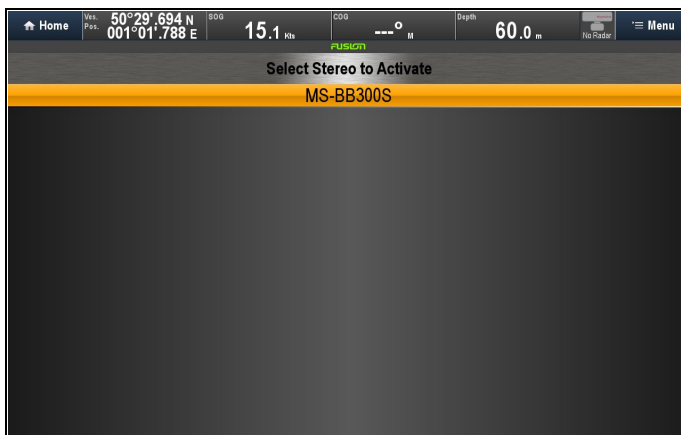 Home
Ves. Pos. 50°29'.694 N
001°01'.788 E
SOG 15.1 Kts
COG ---° M
Depth 60.0 m
No Radar
Menu
FUSION
Select Stereo to Activate
MS-BB300S